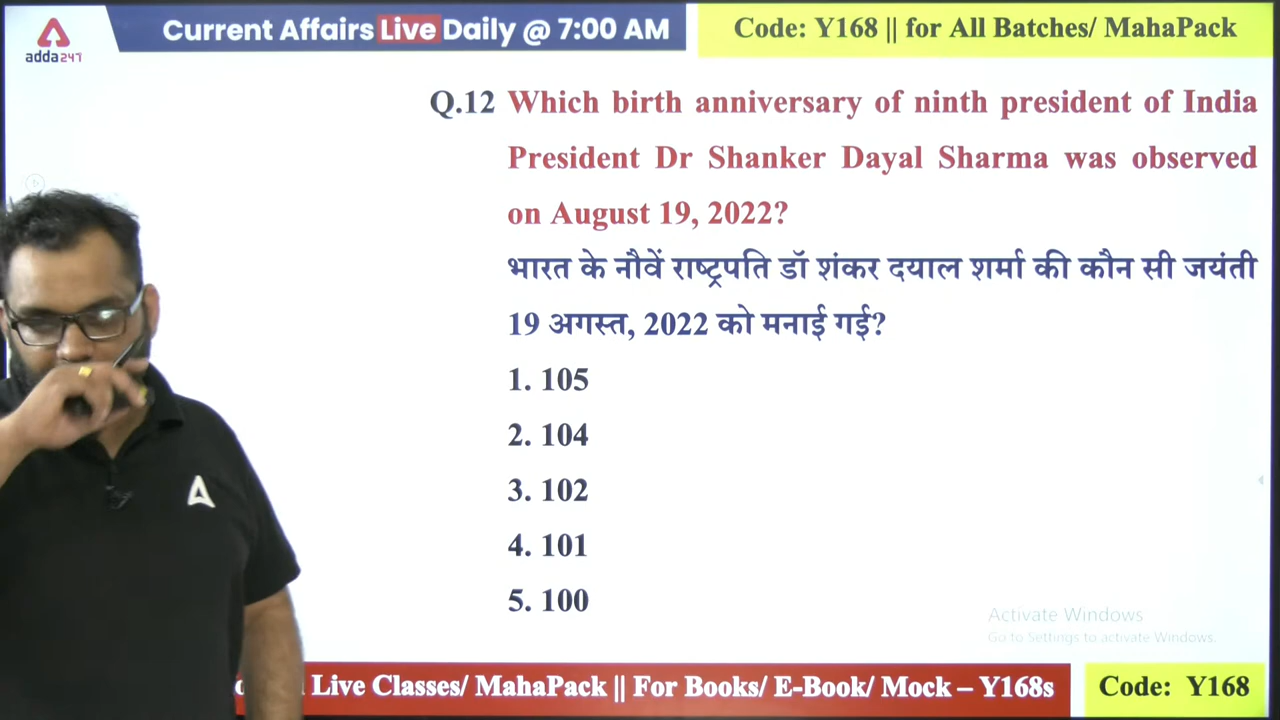 Current Affairs Live Daily @ 7:00 AM
Code: Y168 || for All Batches/ MahaPack
adda247
Q.12 Which birth anniversary of ninth president of India
President Dr Shanker Dayal Sharma was observed
on August 19, 2022?
भारत के नौवें राष्ट्रपति डॉ शंकर दयाल शर्मा की कौन सी जयंती
19 अगस्त, 2022 को मनाई गई?
1. 105
2. 104
3. 102
4. 101
5. 100
Activate Windows
Go to Settings to activate Windows.
Live Classes/ MahaPack || For Books/ E-Book/ Mock – Y168s
Code: Y168